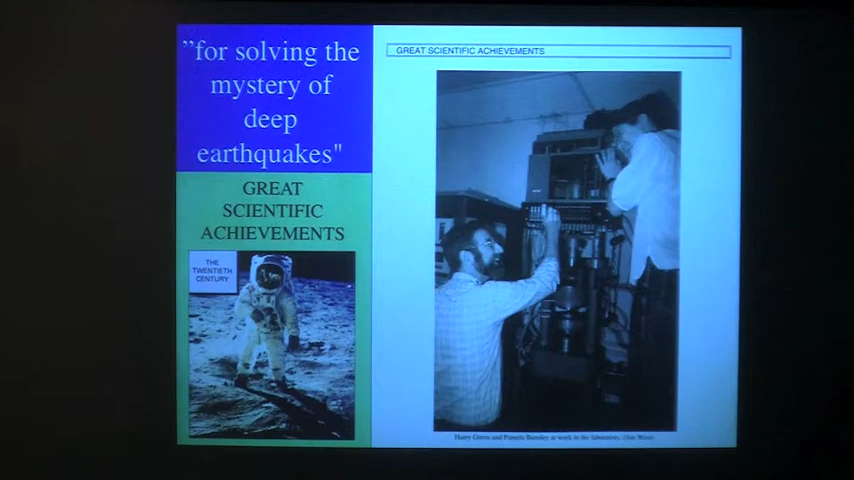 ”for solving the
mystery of
deep
earthquakes"
GREAT
SCIENTIFIC
ACHIEVEMENTS
THE
TWENTIETH
CENTURY
GREAT SCIENTIFIC ACHIEVEMENTS
Harry Green and Pamela Burnley at work in the laboratory.